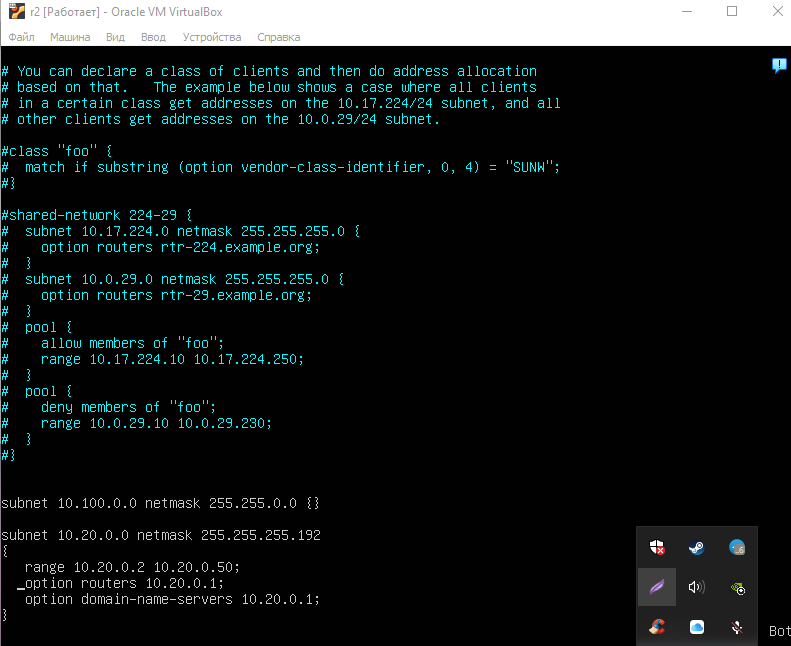 r2 [Работает] - Oracle VM VirtualBox
Файл Машина Вид Ввод Устройства Справка
# You can declare a class of clients and then do address allocation
# based on that.   The example below shows a case where all clients
# in a certain class get addresses on the 10.17.224/24 subnet, and all
# other clients get addresses on the 10.0.29/24 subnet.
#class "foo" {
#  match if substring (option vendor-class-identifier, 0, 4) = "SUNW";
#}
#shared-network 224-29 {
#  subnet 10.17.224.0 netmask 255.255.255.0 {
#    option routers rtr-224.example.org;
#  }
#  subnet 10.0.29.0 netmask 255.255.255.0 {
#    option routers rtr-29.example.org;
#  }
#  pool {
#    allow members of "foo";
#    range 10.17.224.10 10.17.224.250;
#  }
#  pool {
#    deny members of "foo";
#    range 10.0.29.10 10.0.29.230;
#  }
#}
subnet 10.100.0.0 netmask 255.255.0.0 {}
subnet 10.20.0.0 netmask 255.255.255.192
{
   range 10.20.0.2 10.20.0.50;
  _option routers 10.20.0.1;
   option domain-name-servers 10.20.0.1;
}
Bot